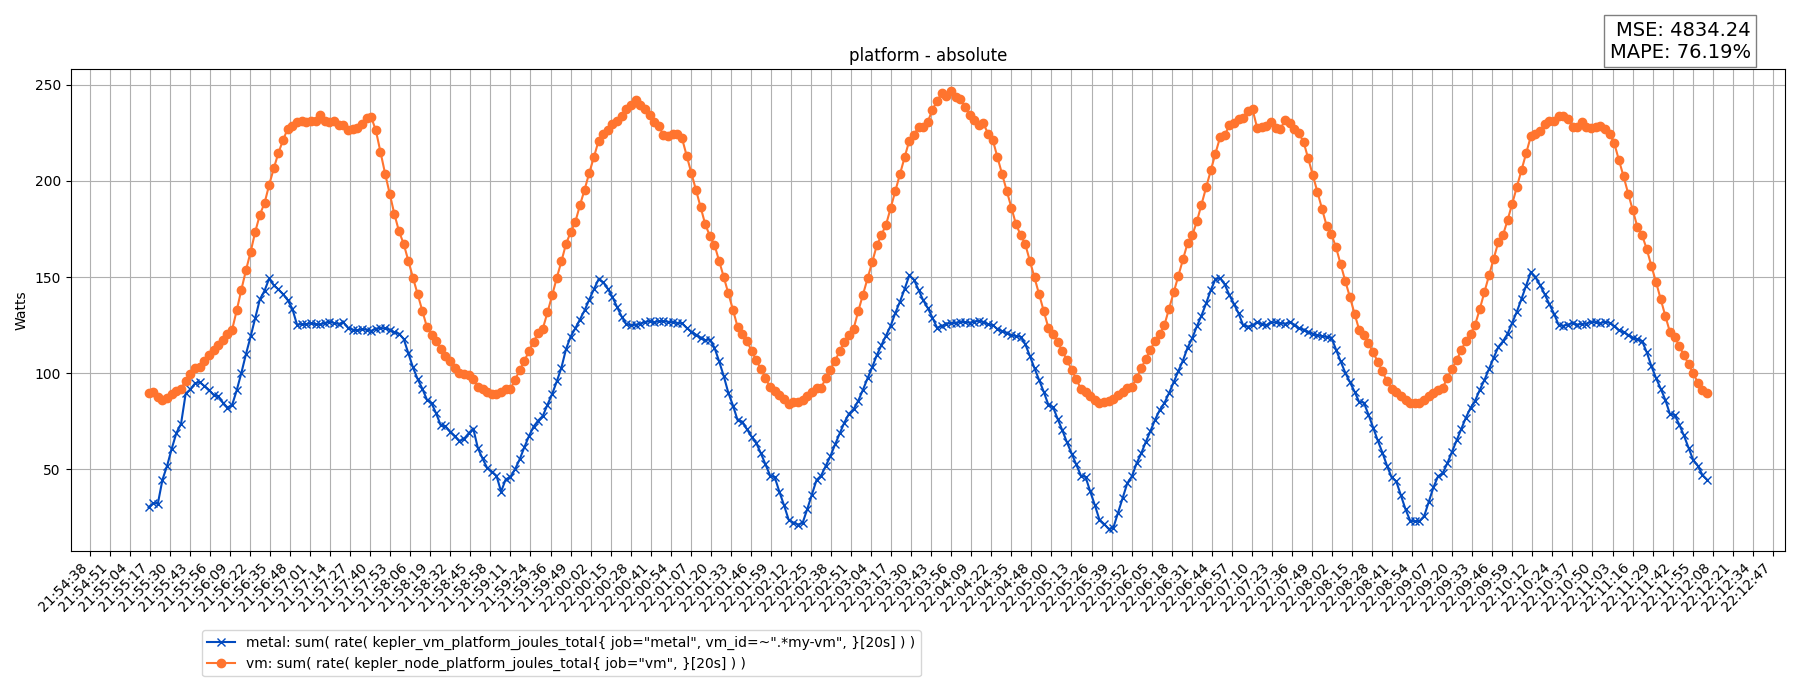 MSE: 4834.24
MAPE: 76.19%
platform - absolute
250
200
150
100
50
Watts
21:54:38 21:54:51 21:55:04 21:55:17 21:55:30 21:55:43 21:55:56 21:56:09 21:56:22 21:56:35 21:56:48 21:57:01 21:57:14 21:57:27 21:57:40 21:57:53 21:58:06 21:58:19 21:58:32 21:58:45 21:58:58 21:59:11 21:59:24 21:59:36 21:59:49 22:00:02 22:00:15 22:00:28 22:00:41 22:00:54 22:01:07 22:01:20 22:01:33 22:01:46 22:01:59 22:02:12 22:02:25 22:02:38 22:02:51 22:03:04 22:03:17 22:03:30 22:03:43 22:03:56 22:04:09 22:04:22 22:04:35 22:04:48 22:05:00 22:05:13 22:05:26 22:05:39 22:05:52 22:06:05 22:06:18 22:06:31 22:06:44 22:06:57 22:07:10 22:07:23 22:07:36 22:07:49 22:08:02 22:08:15 22:08:28 22:08:41 22:08:54 22:09:07 22:09:20 22:09:33 22:09:46 22:09:59 22:10:12 22:10:24 22:10:37 22:10:50 22:11:03 22:11:16 22:11:29 22:11:42 22:11:55 22:12:08 22:12:21 22:12:34 22:12:47
metal: sum( rate( kepler_vm_platform_joules_total{ job="metal", vm_id=~".*my-vm", }[20s] ) )
vm: sum( rate( kepler_node_platform_joules_total{ job="vm", }[20s] ) )